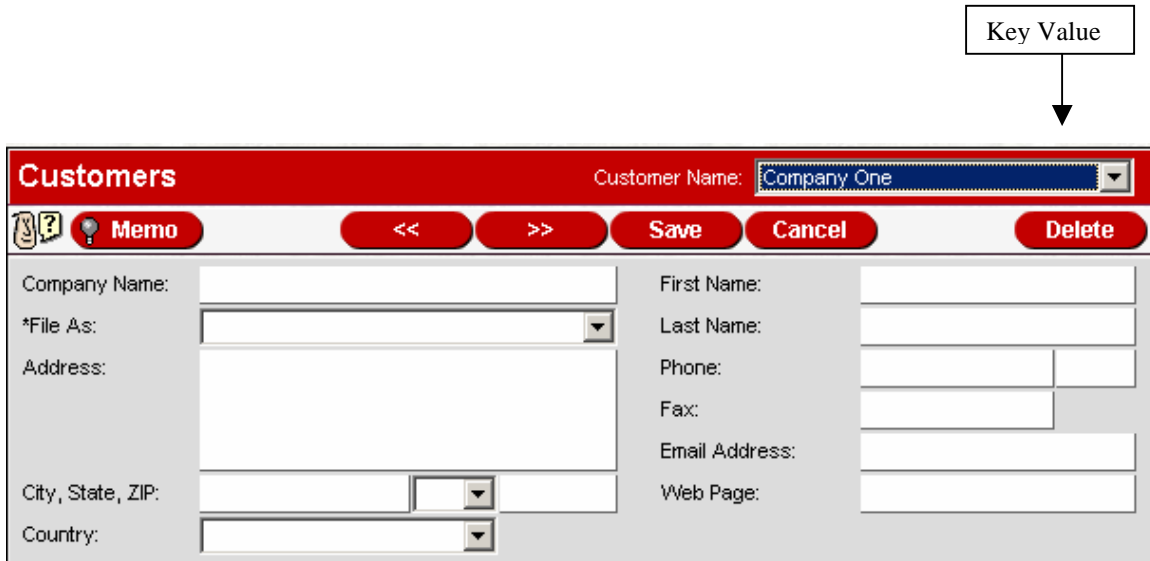 Key Value
Customers
Customer Name: Company One
? Memo << >> Save Cancel Delete
Company Name: First Name:
*File As: Last Name:
Address: Phone:
Fax:
Email Address:
City, State, ZIP: Web Page:
Country: